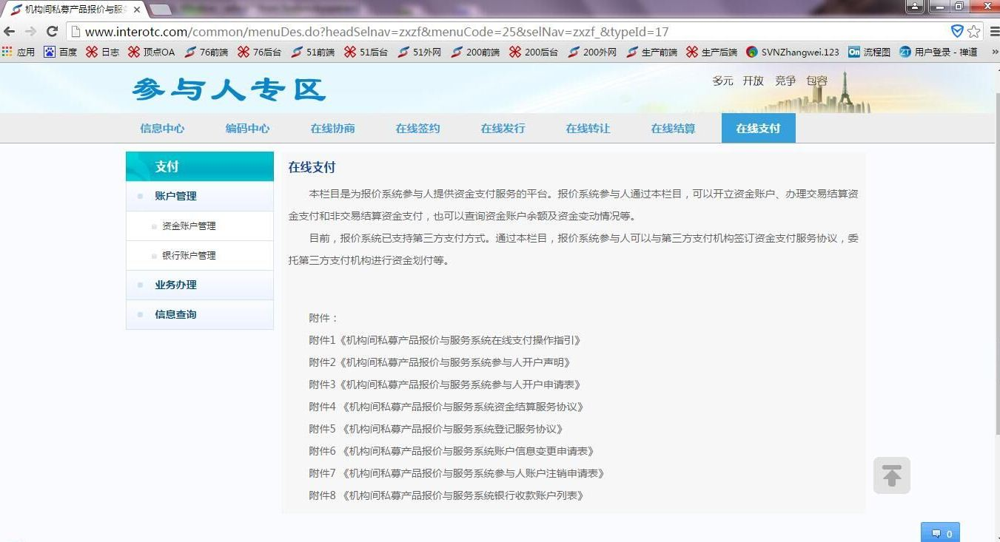 机构间私募产品报价与服务
www.interotc.com/common/menuDes.do?headSelnav=zxzf&menuCode=25&selNav=zxzf_&typeId=17
应用 百度 日志 顶点OA 76前端 76后台 51前端 51后台 51外网 200前端 200后台 200外网 生产前端 生产后端 SVNZhangwei.123 流程图 用户登录 - 禅道 »
参与人专区
多元 开放 竞争 包容
信息中心 编码中心 在线协商 在线签约 在线发行 在线转让 在线结算 在线支付
支付
账户管理
资金账户管理
银行账户管理
业务办理
信息查询
在线支付
本栏目是为报价系统参与人提供资金支付服务的平台。报价系统参与人通过本栏目，可以开立资金账户、办理交易结算资
金支付和非交易结算资金支付，也可以查询资金账户余额及资金变动情况等。
目前，报价系统已支持第三方支付方式。通过本栏目，报价系统参与人可以与第三方支付机构签订资金支付服务协议，委
托第三方支付机构进行资金划付等。
附件：
附件1《机构间私募产品报价与服务系统在线支付操作指引》
附件2《机构间私募产品报价与服务系统参与人开户声明》
附件3《机构间私募产品报价与服务系统参与人开户申请表》
附件4 《机构间私募产品报价与服务系统资金结算服务协议》
附件5 《机构间私募产品报价与服务系统登记服务协议》
附件6 《机构间私募产品报价与服务系统账户信息变更申请表》
附件7 《机构间私募产品报价与服务系统参与人账户注销申请表》
附件8 《机构间私募产品报价与服务系统银行收款账户列表》
0